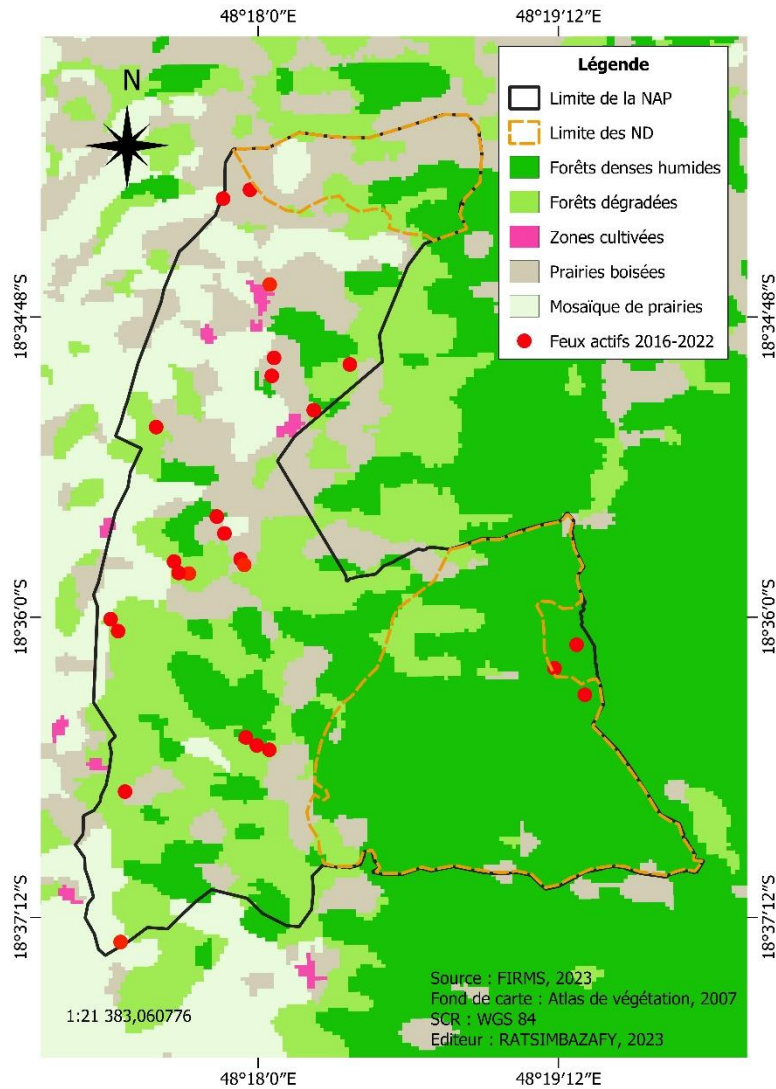 48°18′0″E
48°19′12″E
N
Légende
Limite de la NAP
Limite des ND
Forêts denses humides
Forêts dégradées
Zones cultivées
Prairies boisées
Mosaïque de prairies
Feux actifs 2016-2022
18°34′48″S
18°34′48″S
18°36′0″S
18°36′0″S
18°37′12″S
18°37′12″S
1:21 383,060776
Source : FIRMS, 2023
Fond de carte : Atlas de végétation, 2007
SCR : WGS 84
Editeur : RATSIMBAZAFY, 2023
48°18′0″E
48°19′12″E